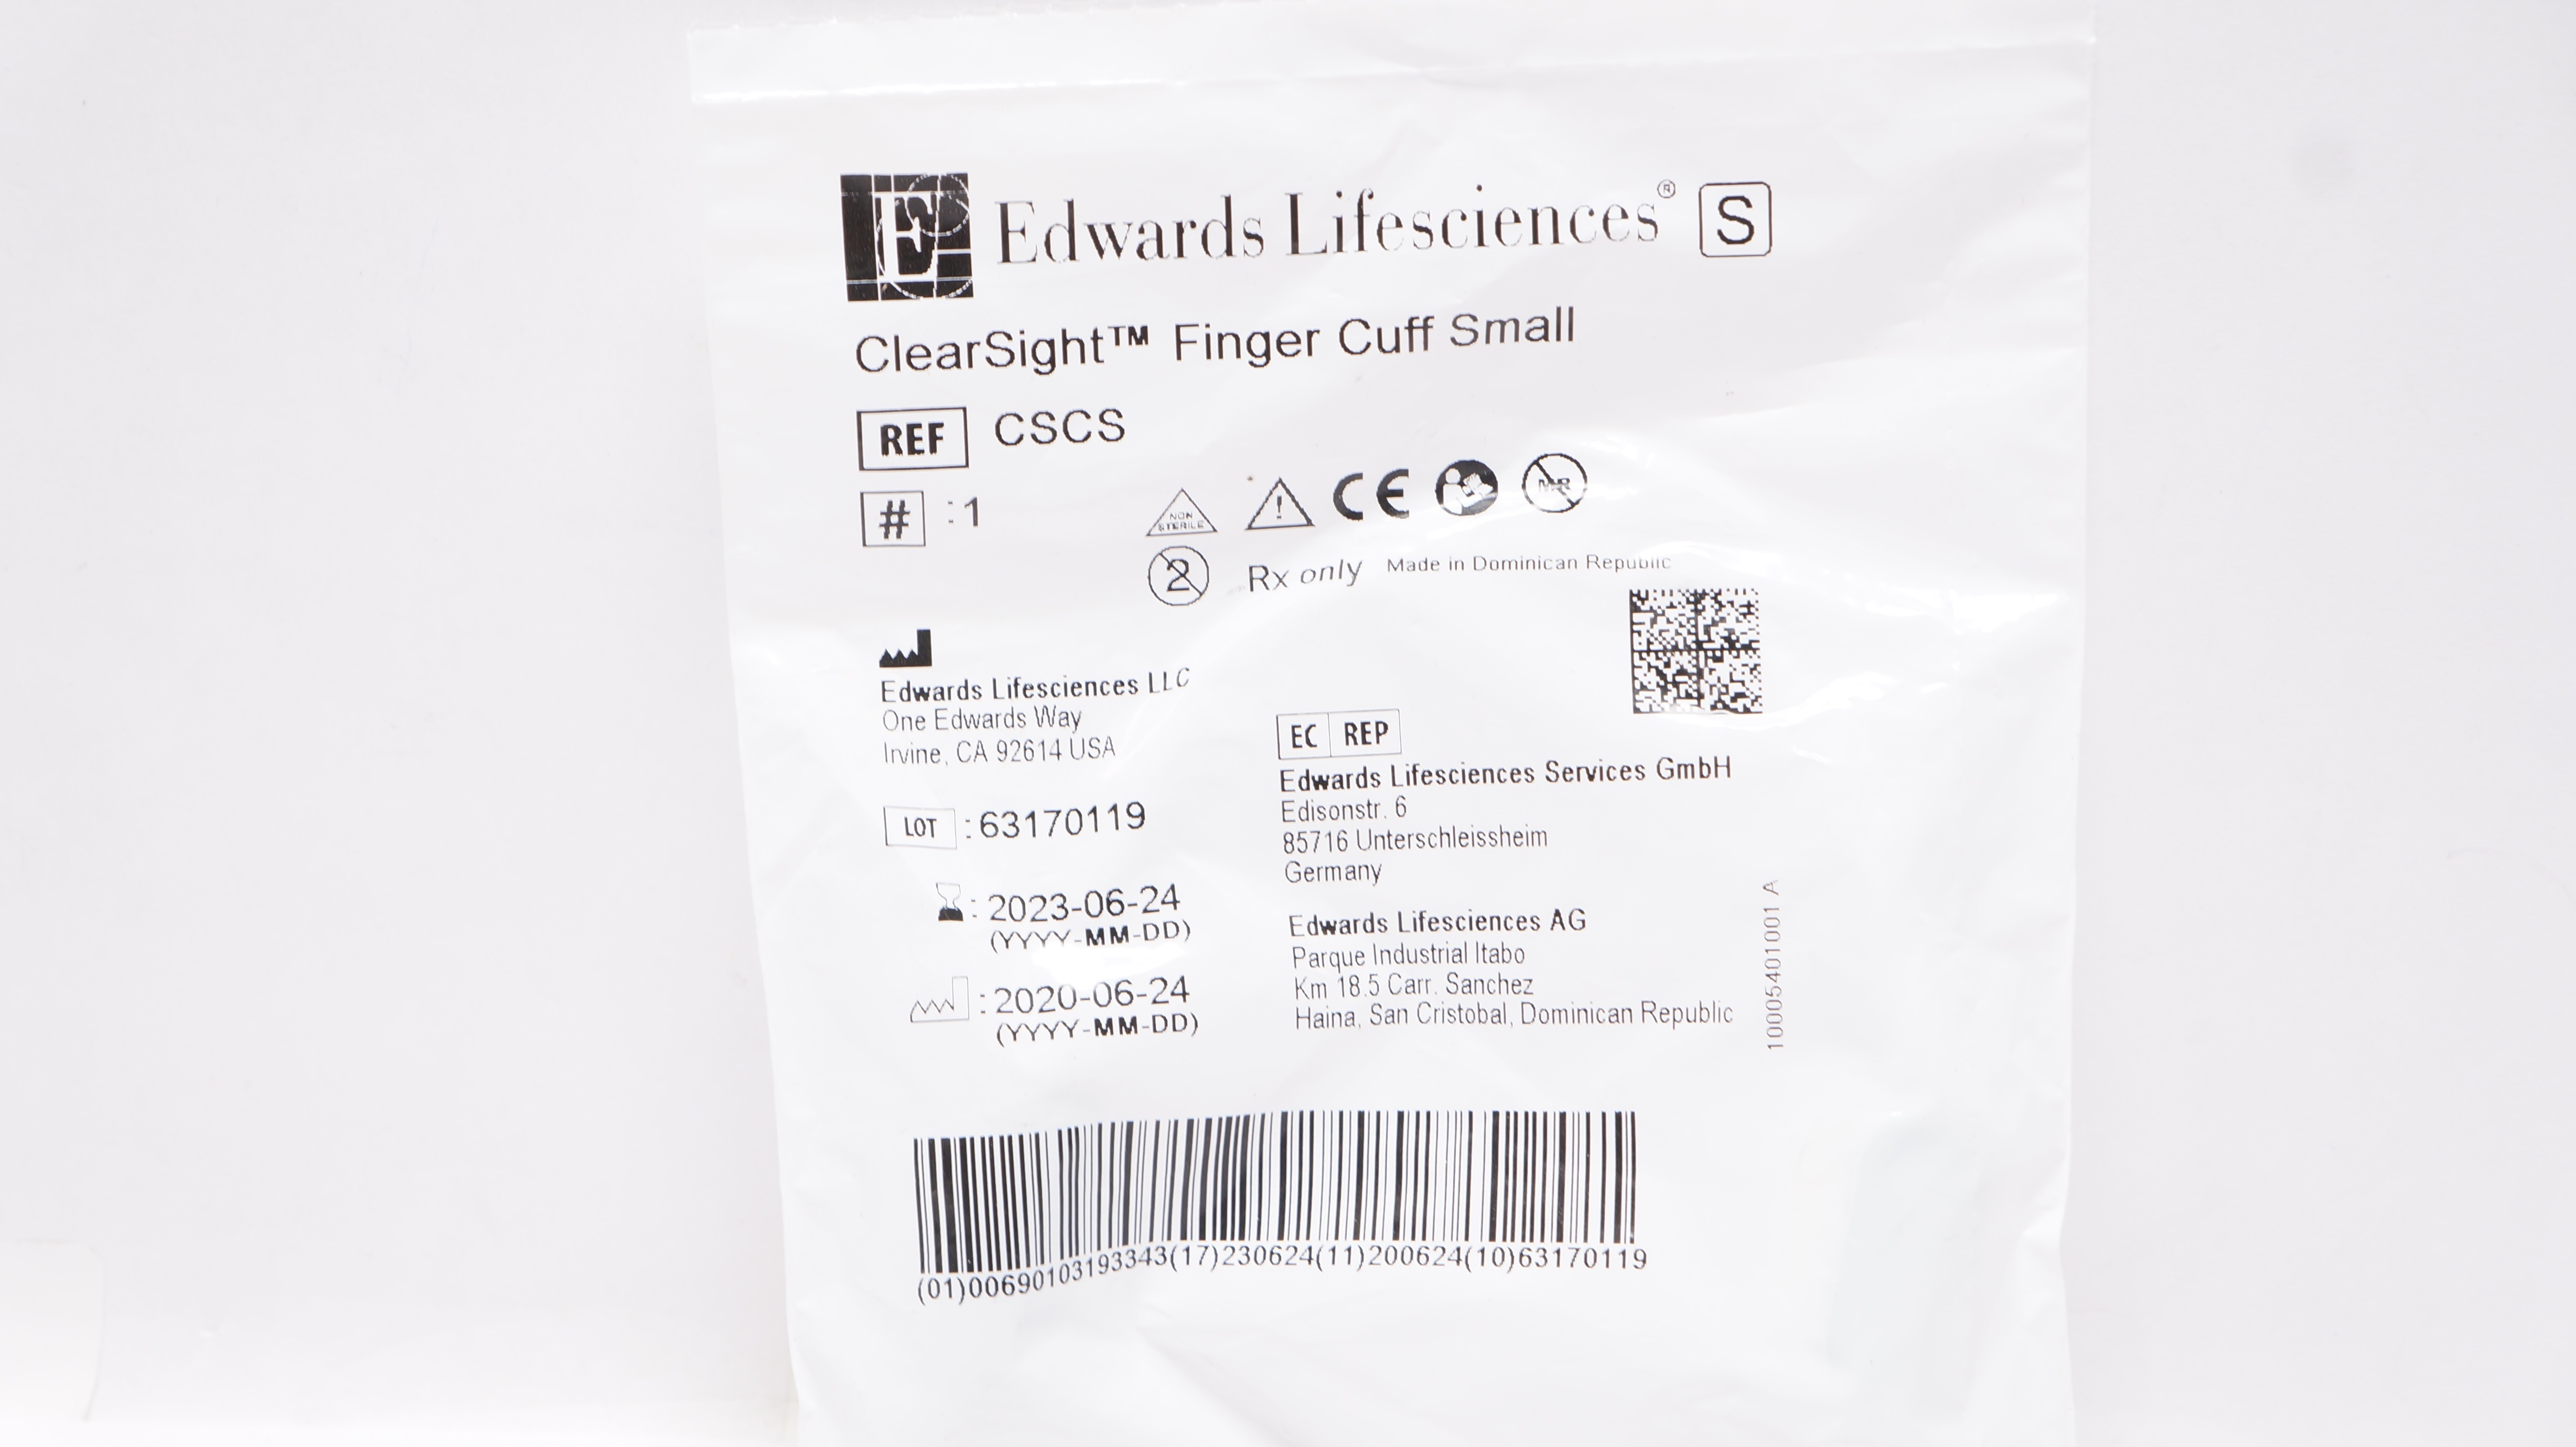 E Edwards Lifesciences® S
ClearSight™ Finger Cuff Small
REF CSCS
# :1
NON STERILE ! CE MR
2 Rx only Made in Dominican Republic
Edwards Lifesciences LLC
One Edwards Way
Irvine, CA 92614 USA
LOT :63170119
: 2023-06-24
(YYYY-MM-DD)
: 2020-06-24
(YYYY-MM-DD)
EC REP
Edwards Lifesciences Services GmbH
Edisonstr. 6
85716 Unterschleissheim
Germany
Edwards Lifesciences AG
Parque Industrial Itabo
Km 18.5 Carr. Sanchez
Haina, San Cristobal, Dominican Republic
10005401001 A
(01)00690103193343(17)230624(11)200624(10)63170119